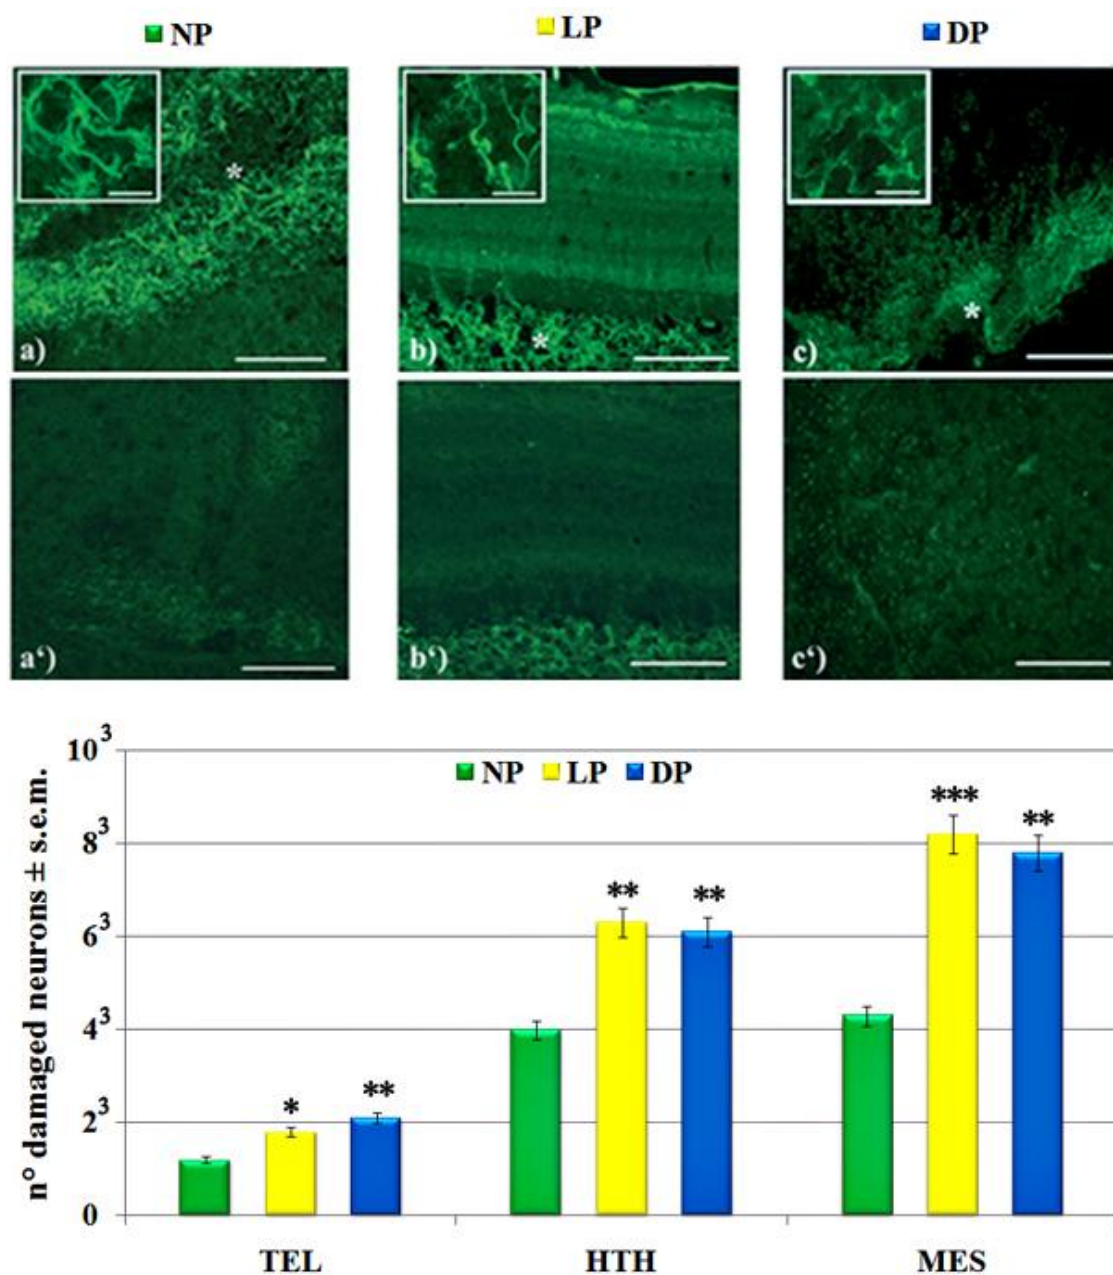 NP LP DP
* * *
a) b) c)
a‘) b‘) c‘)
n° damaged neurons ± s.e.m.
NP LP DP
10³
8³
6³
4³
2³
0
* **
** **
*** **
TEL HTH MES